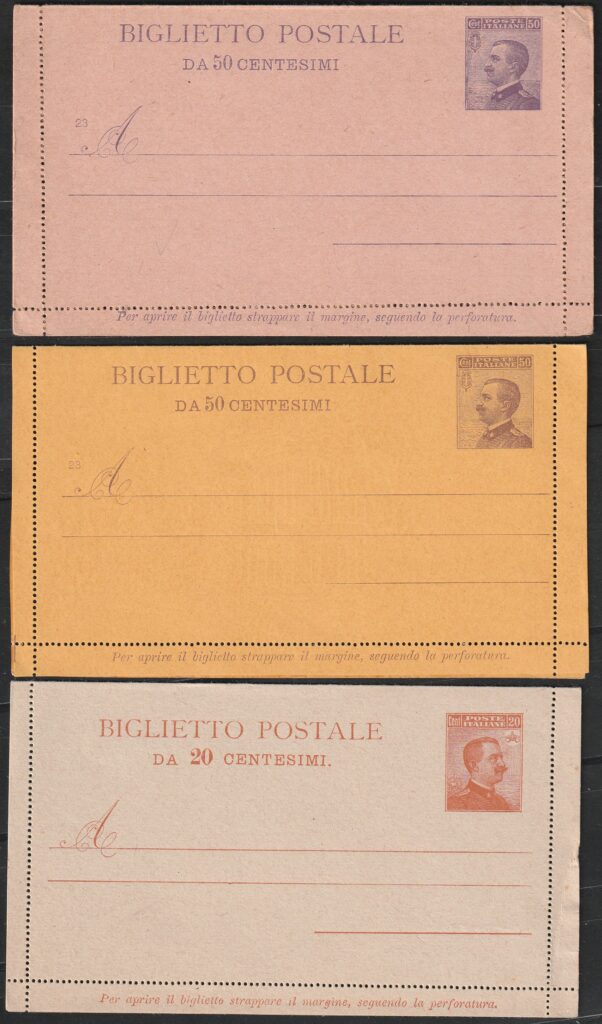 BIGLIETTO POSTALE
DA 50 CENTESIMI
Cent POSTE ITALIANE 50
23
A
Per aprire il biglietto strappare il margine, seguendo la perforatura.
BIGLIETTO POSTALE
DA 50 CENTESIMI
Cent POSTE ITALIANE 50
23
A
Per aprire il biglietto strappare il margine, seguendo la perforatura.
BIGLIETTO POSTALE
DA 20 CENTESIMI.
Cent POSTE ITALIANE 20
A
Per aprire il biglietto strappare il margine, seguendo la perforatura.